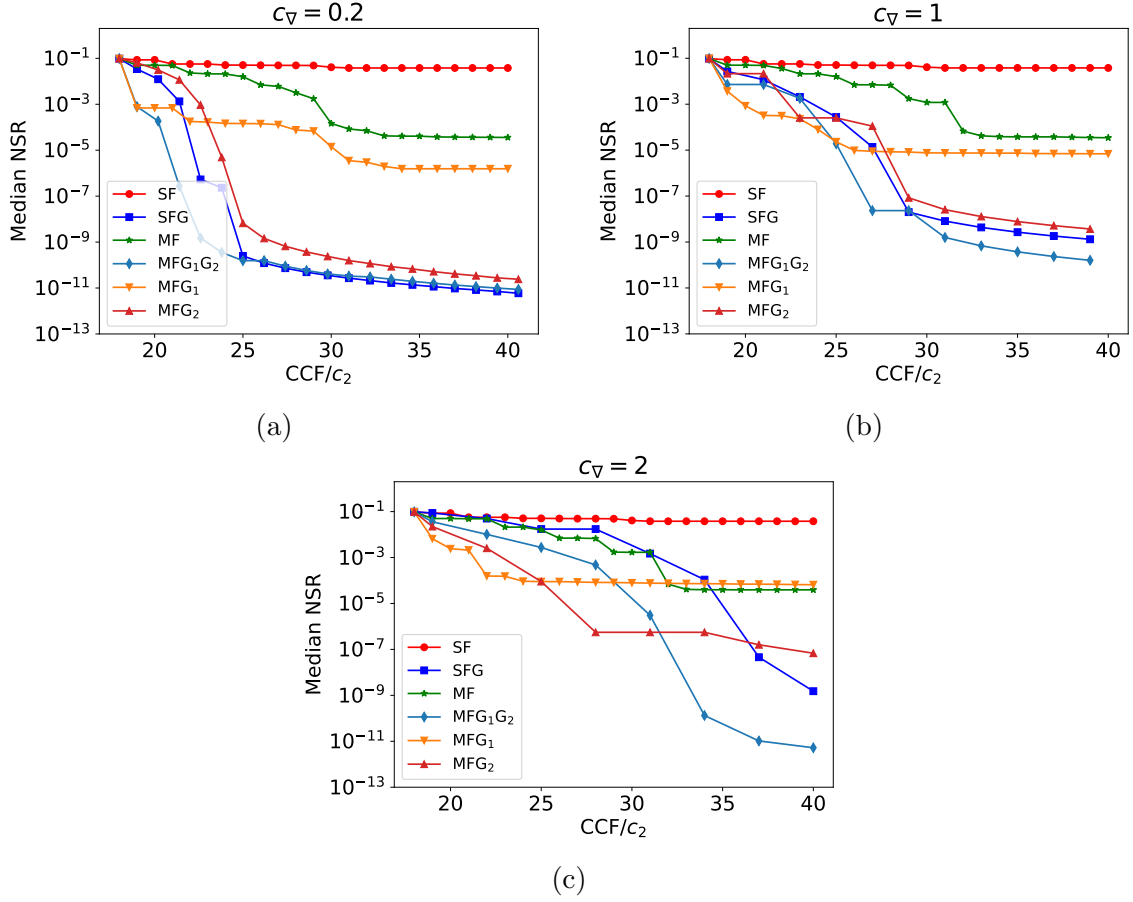 c∇ = 0.2
Median NSR
10⁻¹
10⁻³
10⁻⁵
10⁻⁷
10⁻⁹
10⁻¹¹
10⁻¹³
SF
SFG
MF
MFG₁G₂
MFG₁
MFG₂
20 25 30 35 40
CCF/c₂
(a)
c∇ = 1
Median NSR
10⁻¹
10⁻³
10⁻⁵
10⁻⁷
10⁻⁹
10⁻¹¹
10⁻¹³
SF
SFG
MF
MFG₁G₂
MFG₁
MFG₂
20 25 30 35 40
CCF/c₂
(b)
c∇ = 2
Median NSR
10⁻¹
10⁻³
10⁻⁵
10⁻⁷
10⁻⁹
10⁻¹¹
10⁻¹³
SF
SFG
MF
MFG₁G₂
MFG₁
MFG₂
20 25 30 35 40
CCF/c₂
(c)